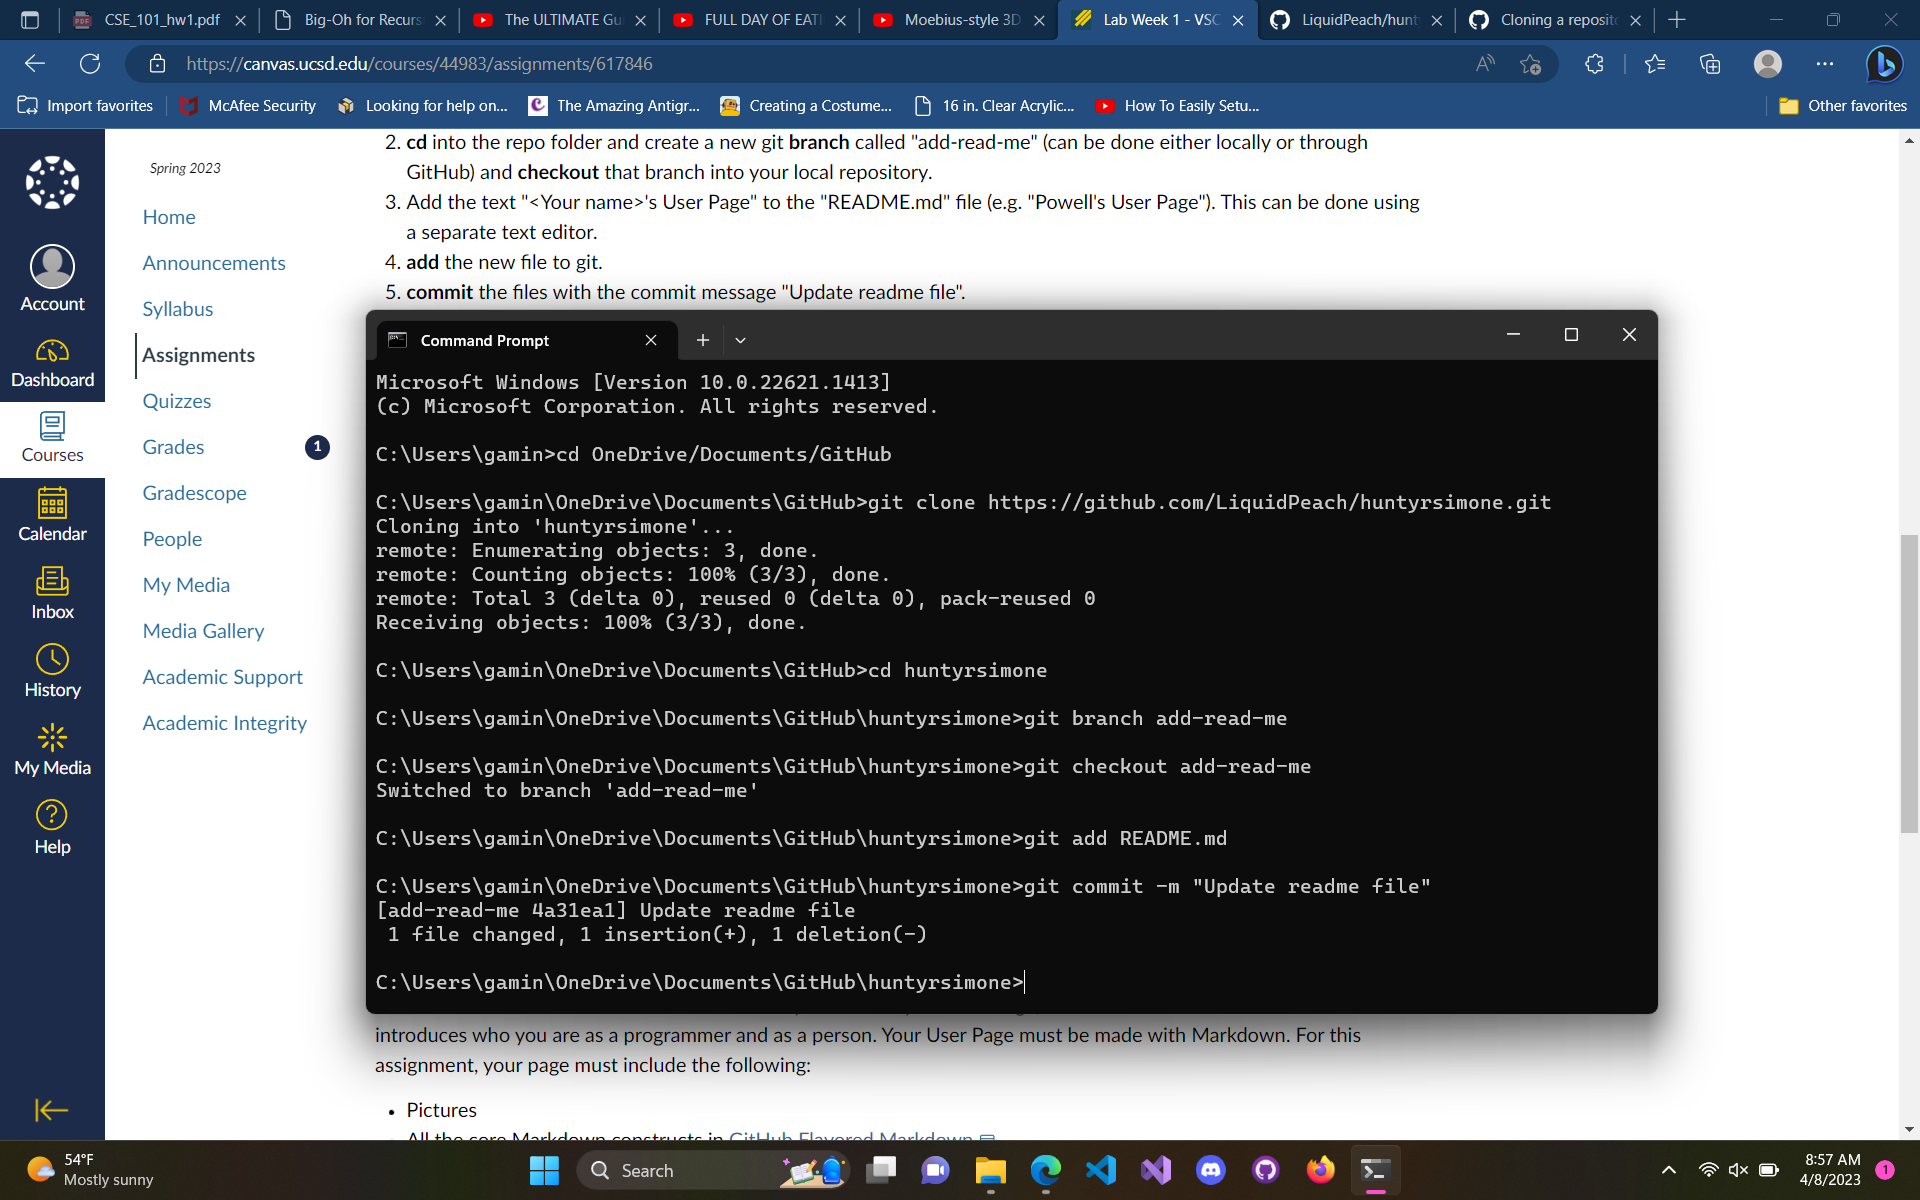 CSE_101_hw1.pdf
Big-Oh for Recurs
The ULTIMATE Gu
FULL DAY OF EATI
Moebius-style 3D
Lab Week 1 - VSC
LiquidPeach/hunt
Cloning a reposito
https://canvas.ucsd.edu/courses/44983/assignments/617846
Import favorites
McAfee Security
Looking for help on...
The Amazing Antigr...
Creating a Costume...
16 in. Clear Acrylic...
How To Easily Setu...
Other favorites
Account
Dashboard
Courses
Calendar
Inbox
History
My Media
Help
Spring 2023
Home
Announcements
Syllabus
Assignments
Quizzes
Grades
1
Gradescope
People
My Media
Media Gallery
Academic Support
Academic Integrity
2. cd into the repo folder and create a new git branch called "add-read-me" (can be done either locally or through
GitHub) and checkout that branch into your local repository.
3. Add the text "<Your name>'s User Page" to the "README.md" file (e.g. "Powell's User Page"). This can be done using
a separate text editor.
4. add the new file to git.
5. commit the files with the commit message "Update readme file".
Command Prompt
Microsoft Windows [Version 10.0.22621.1413]
(c) Microsoft Corporation. All rights reserved.
C:\Users\gamin>cd OneDrive/Documents/GitHub
C:\Users\gamin\OneDrive\Documents\GitHub>git clone https://github.com/LiquidPeach/huntyrsimone.git
Cloning into 'huntyrsimone'...
remote: Enumerating objects: 3, done.
remote: Counting objects: 100% (3/3), done.
remote: Total 3 (delta 0), reused 0 (delta 0), pack-reused 0
Receiving objects: 100% (3/3), done.
C:\Users\gamin\OneDrive\Documents\GitHub>cd huntyrsimone
C:\Users\gamin\OneDrive\Documents\GitHub\huntyrsimone>git branch add-read-me
C:\Users\gamin\OneDrive\Documents\GitHub\huntyrsimone>git checkout add-read-me
Switched to branch 'add-read-me'
C:\Users\gamin\OneDrive\Documents\GitHub\huntyrsimone>git add README.md
C:\Users\gamin\OneDrive\Documents\GitHub\huntyrsimone>git commit -m "Update readme file"
[add-read-me 4a31ea1] Update readme file
1 file changed, 1 insertion(+), 1 deletion(-)
C:\Users\gamin\OneDrive\Documents\GitHub\huntyrsimone>
introduces who you are as a programmer and as a person. Your User Page must be made with Markdown. For this
assignment, your page must include the following:
• Pictures
All the core Markdown constructs in GitHub Flavored Markdown
54°F
Mostly sunny
Search
8:57 AM
4/8/2023
1